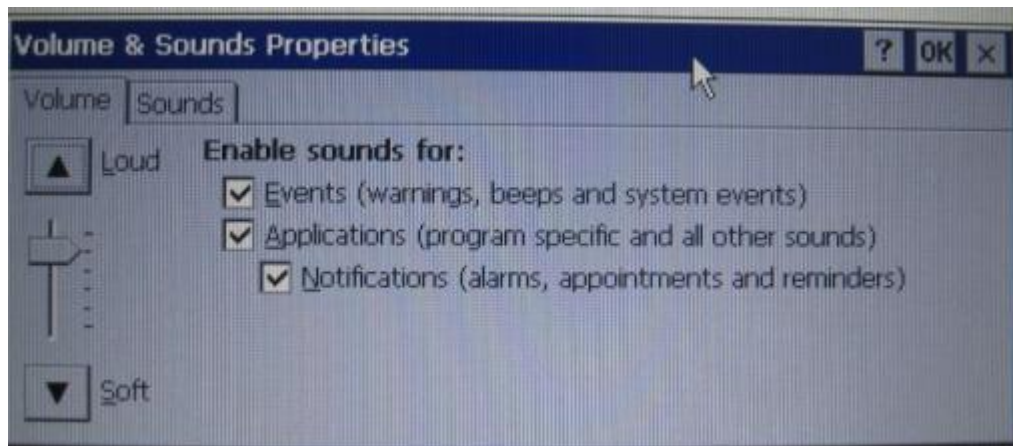 Volume & Sounds Properties ? OK ×
Volume Sounds
Loud
Enable sounds for:
Events (warnings, beeps and system events)
Applications (program specific and all other sounds)
Notifications (alarms, appointments and reminders)
Soft